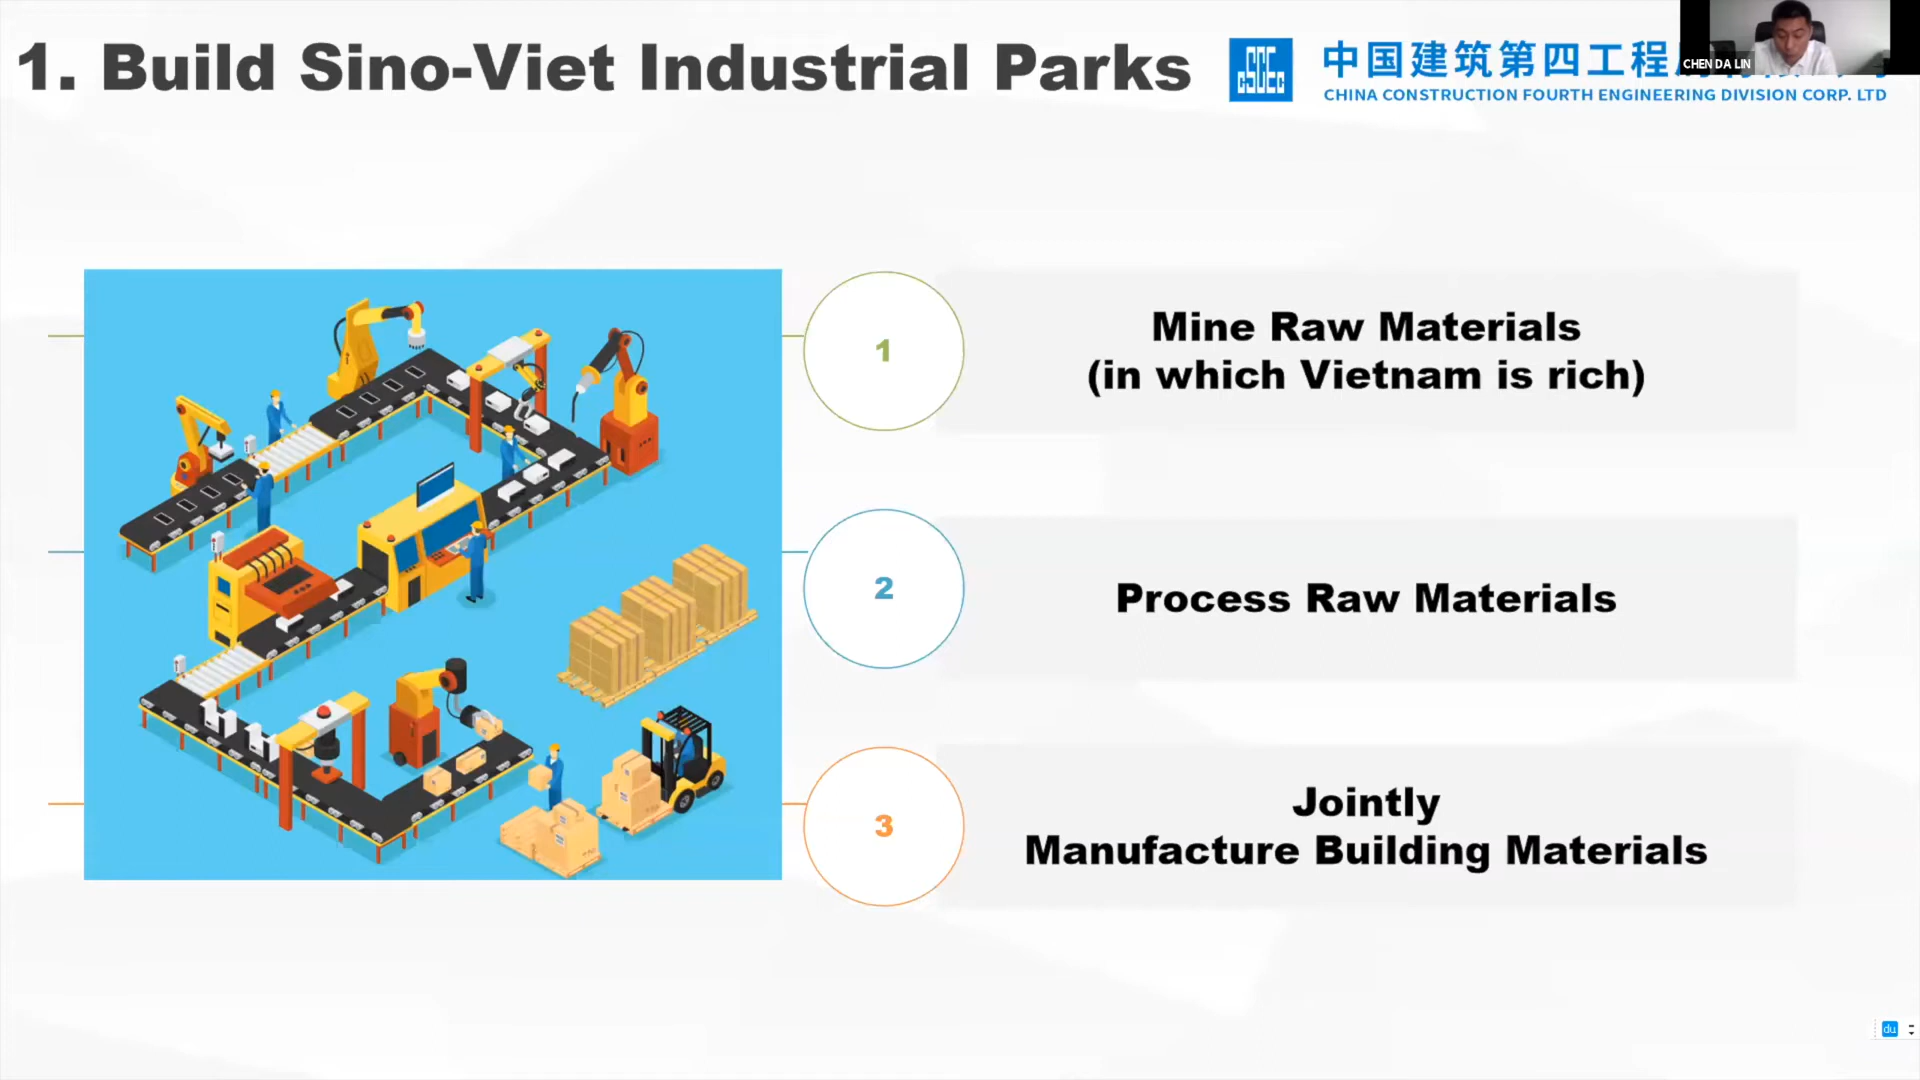 1. Build Sino-Viet Industrial Parks
CSCEC
中国建筑第四工程
CHINA CONSTRUCTION FOURTH ENGINEERING DIVISION CORP. LTD
CHEN DA LIN
1
Mine Raw Materials
(in which Vietnam is rich)
2
Process Raw Materials
3
Jointly
Manufacture Building Materials
du